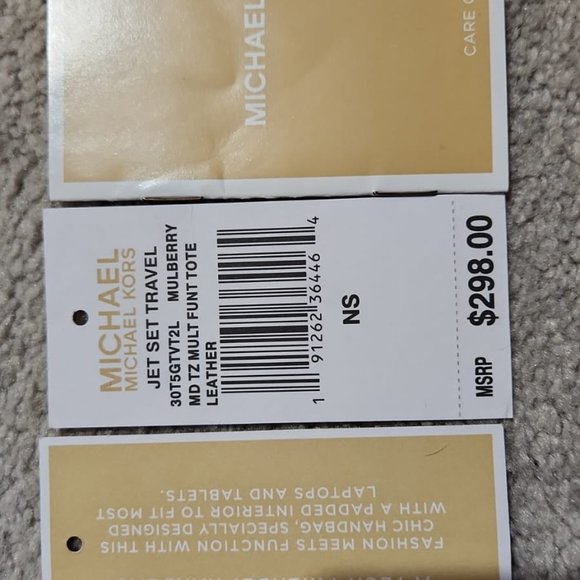 MICHAEL
CARE
MICHAEL
MICHAEL KORS
JET SET TRAVEL
30T5GTVT2L MULBERRY
MD TZ MULT FUNT TOTE
LEATHER
1 91262 36446 4
NS
MSRP $298.00
FASHION MEETS FUNCTION WITH THIS
CHIC HANDBAG, SPECIALLY DESIGNED
WITH A PADDED INTERIOR TO FIT MOST
LAPTOPS AND TABLETS.